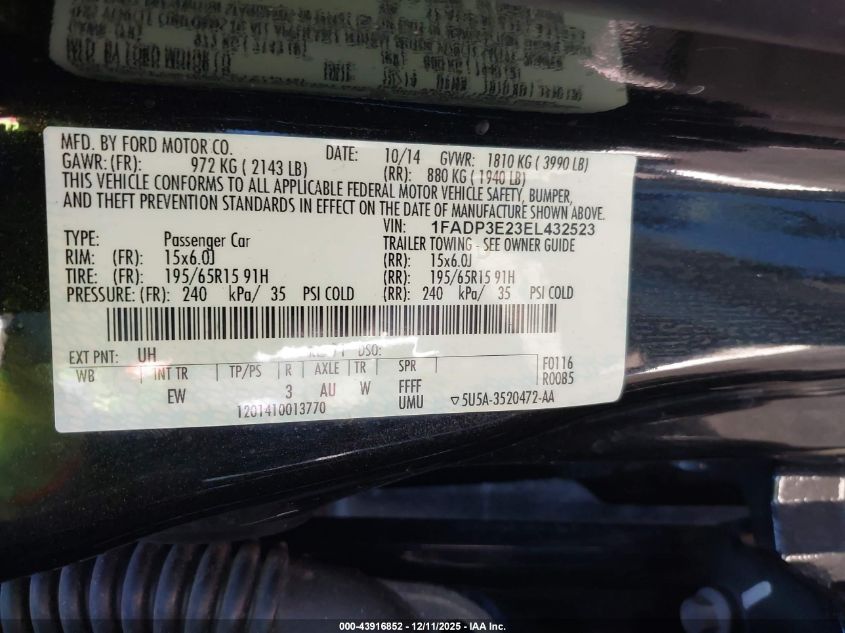 MFD. BY FORD MOTOR CO. DATE: 10/14 GVWR: 1810 KG ( 3990 LB)
GAWR: (FR): 972 KG ( 2143 LB) (RR): 880 KG ( 1940 LB)
THIS VEHICLE CONFORMS TO ALL APPLICABLE FEDERAL MOTOR VEHICLE SAFETY, BUMPER,
AND THEFT PREVENTION STANDARDS IN EFFECT ON THE DATE OF MANUFACTURE SHOWN ABOVE.
VIN: 1FADP3E23EL432523
TYPE: Passenger Car TRAILER TOWING - SEE OWNER GUIDE
RIM: (FR): 15x6.0J (RR): 15x6.0J
TIRE: (FR): 195/65R15 91H (RR): 195/65R15 91H
PRESSURE: (FR): 240 kPa/ 35 PSI COLD (RR): 240 kPa/ 35 PSI COLD
EXT PNT: UH DSO: F0116
WB INT TR TP/PS R AXLE TR SPR R0085
EW 3 AU W FFFF
1201410013770 UMU ▽5U5A-3520472-AA
000-43916852 - 12/11/2025 - IAA Inc.